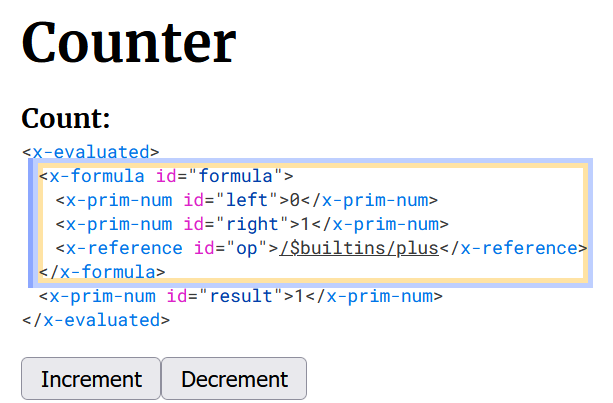 Counter
Count:
<x-evaluated>
<x-formula id="formula">
<x-prim-num id="left">0</x-prim-num>
<x-prim-num id="right">1</x-prim-num>
<x-reference id="op">/$builtins/plus</x-reference>
</x-formula>
<x-prim-num id="result">1</x-prim-num>
</x-evaluated>
Increment Decrement